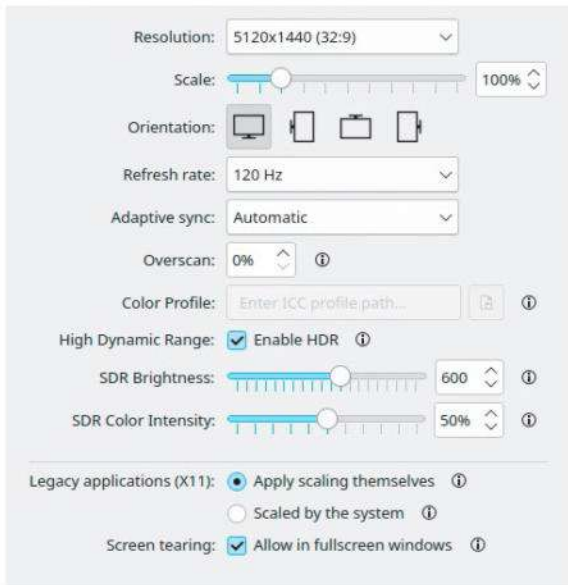 Resolution: 5120x1440 (32:9)
Scale: 100%
Orientation:
Refresh rate: 120 Hz
Adaptive sync: Automatic
Overscan: 0%
Color Profile: Enter ICC profile path...
High Dynamic Range: Enable HDR
SDR Brightness: 600
SDR Color Intensity: 50%
Legacy applications (X11): Apply scaling themselves
Scaled by the system
Screen tearing: Allow in fullscreen windows